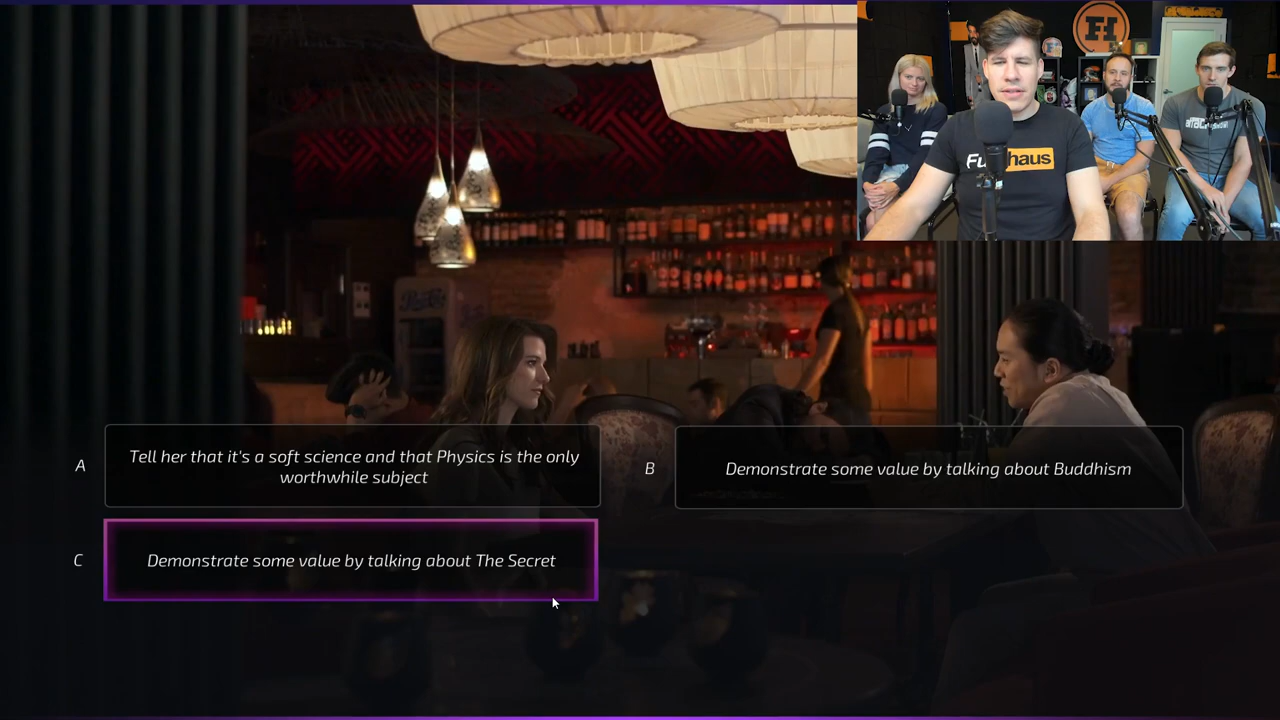 FH
Fu haus
A
Tell her that it's a soft science and that Physics is the only
worthwhile subject
B
Demonstrate some value by talking about Buddhism
C
Demonstrate some value by talking about The Secret